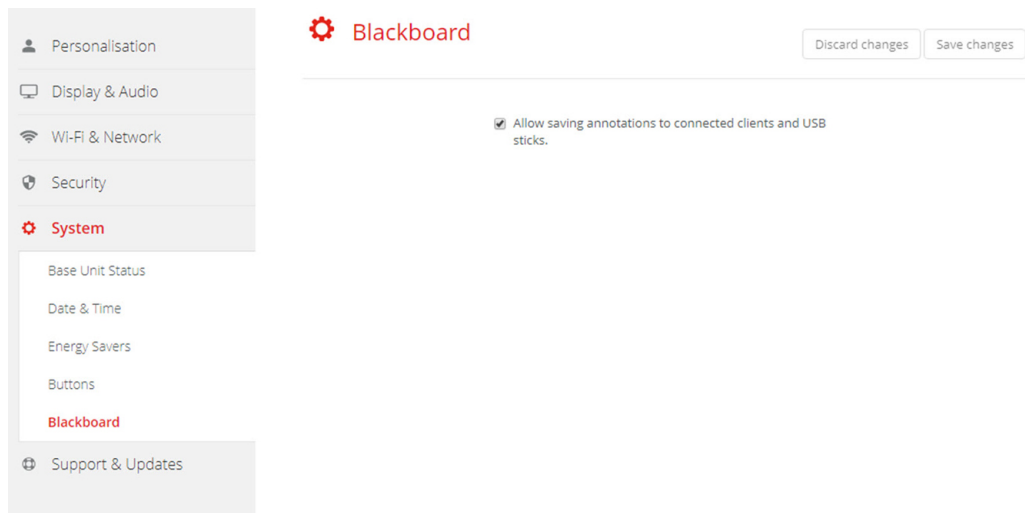 Personalisation
Display & Audio
Wi-Fi & Network
Security
System
Base Unit Status
Date & Time
Energy Savers
Buttons
Blackboard
Support & Updates
Blackboard
Discard changes
Save changes
Allow saving annotations to connected clients and USB
sticks.